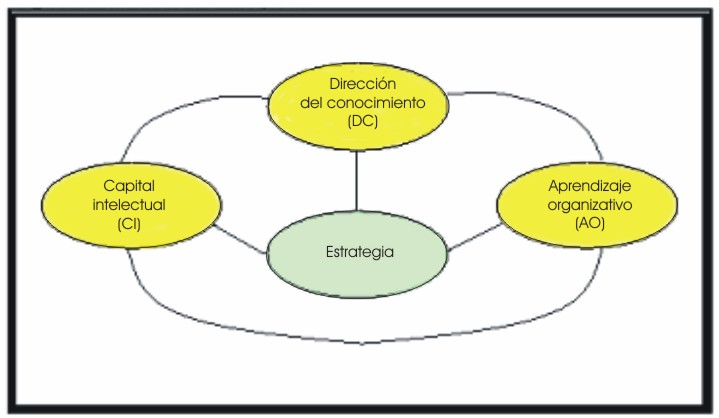 Dirección
del conocimiento
(DC)
Capital
intelectual
(CI)
Aprendizaje
organizativo
(AO)
Estrategia